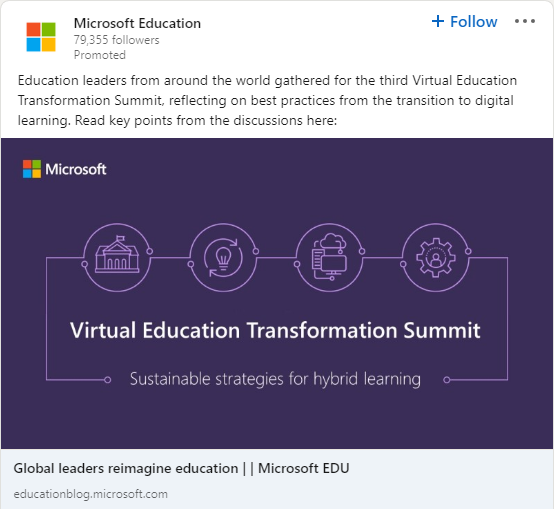 Microsoft Education
+ Follow
79,355 followers
Promoted
Education leaders from around the world gathered for the third Virtual Education
Transformation Summit, reflecting on best practices from the transition to digital
learning. Read key points from the discussions here:
Microsoft
Virtual Education Transformation Summit
Sustainable strategies for hybrid learning
Global leaders reimagine education | | Microsoft EDU
educationblog.microsoft.com